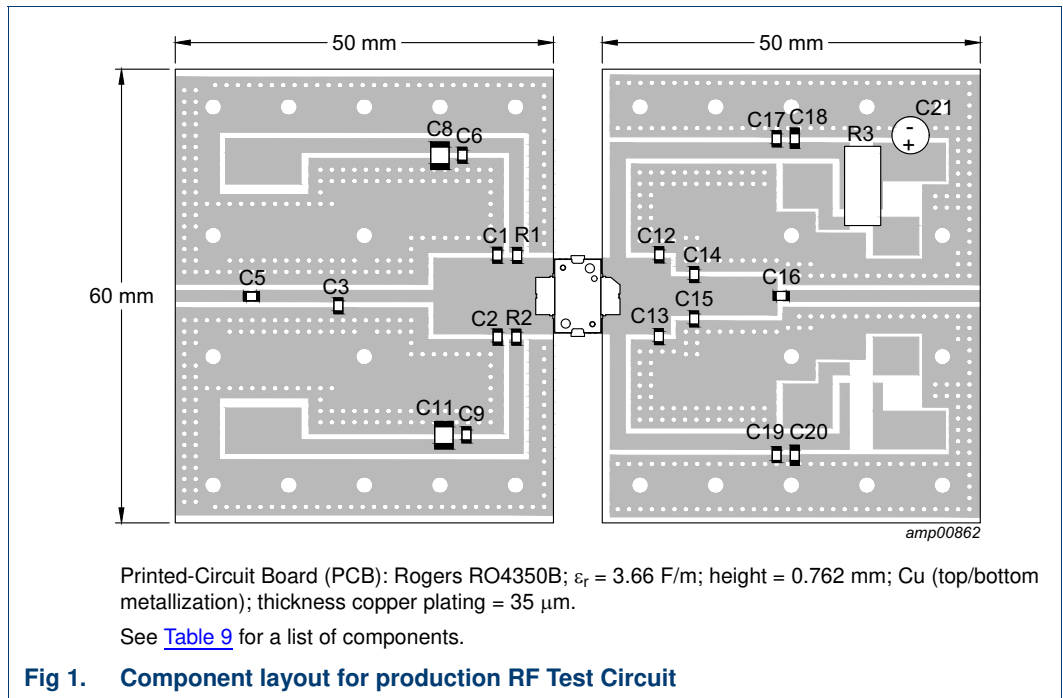 50 mm
50 mm
C21
C17 C18
C8
C6
R3
-
+
C1 R1
C12
C14
C5
C3
C16
60 mm
C2 R2
C13
C15
C11
C9
C19 C20
amp00862
Printed-Circuit Board (PCB): Rogers RO4350B; εr = 3.66 F/m; height = 0.762 mm; Cu (top/bottom
metallization); thickness copper plating = 35 μm.
See Table 9 for a list of components.
Fig 1. Component layout for production RF Test Circuit